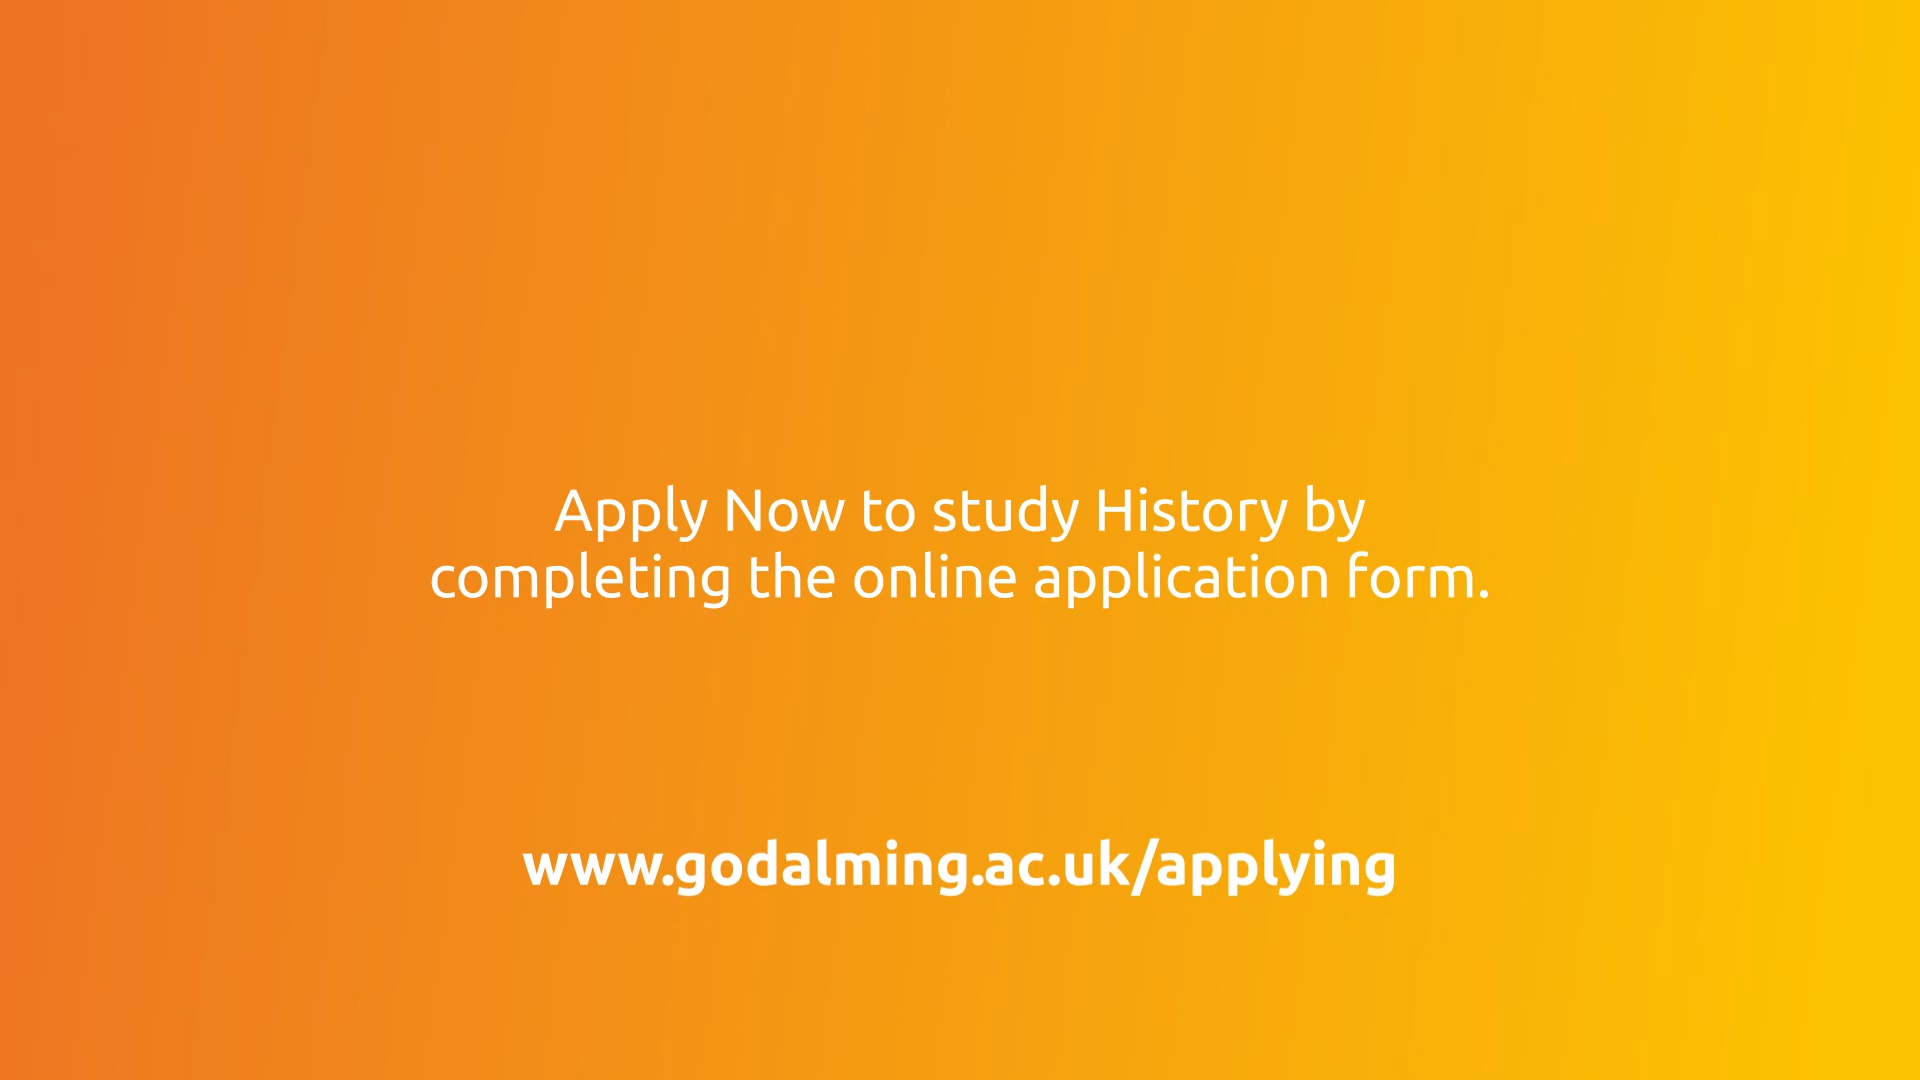 Apply Now to study History by
completing the online application form.
www.godalming.ac.uk/applying